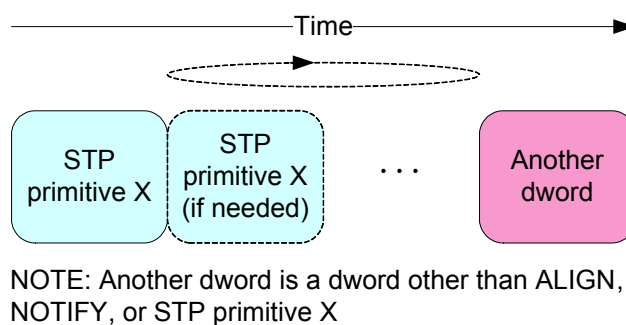 Time
STP
primitive X
STP
primitive X
(if needed)
. . .
Another
dword
NOTE: Another dword is a dword other than ALIGN,
NOTIFY, or STP primitive X